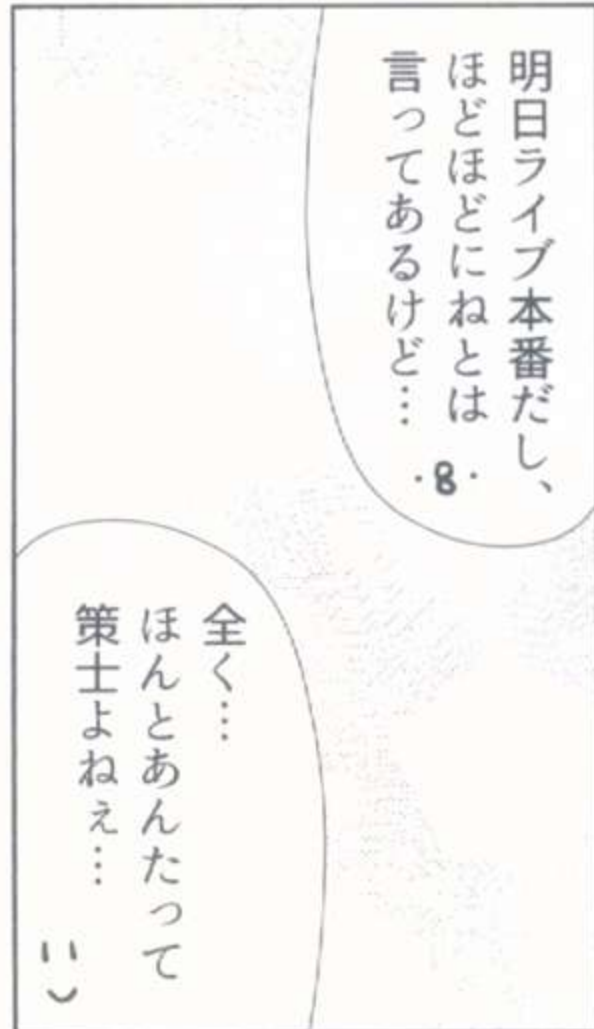 明日ライブ本番だし、
ほどほどにねとは
言ってあるけど…
全く…
ほんとあんたって
策士よねぇ…